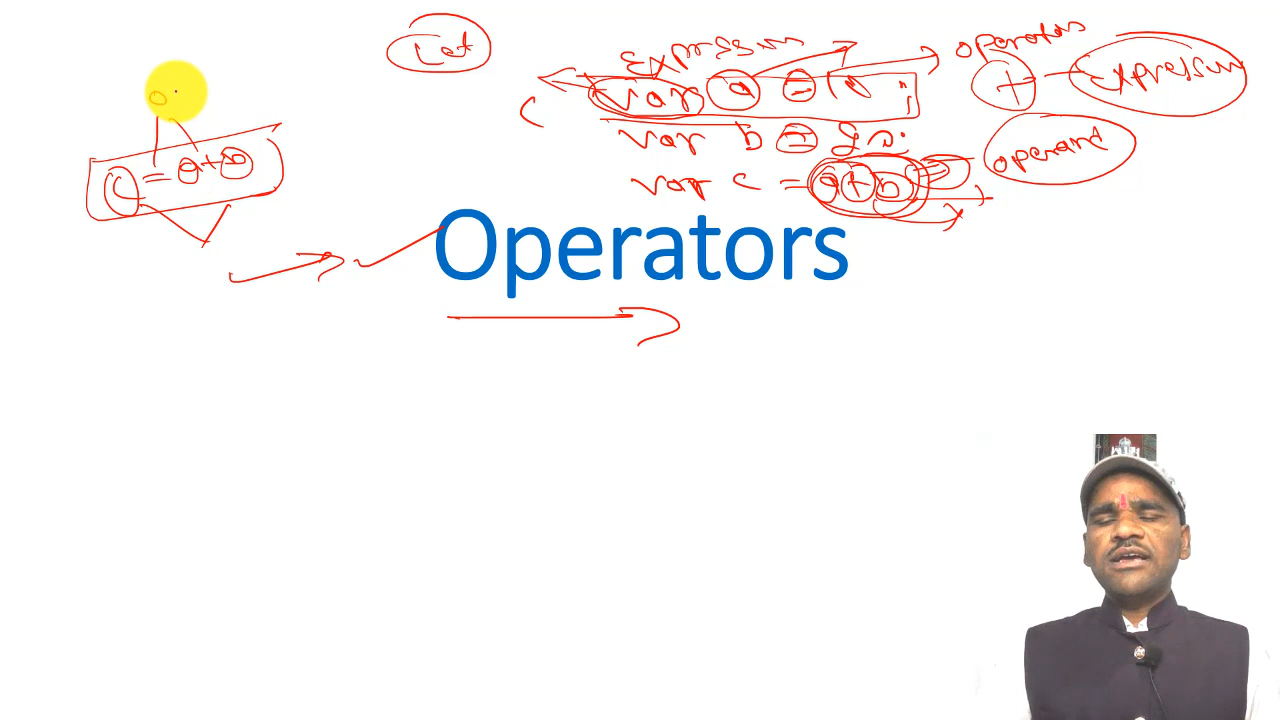 Let
Expression
operators
var a = 10;
+
Expression
var b = 20;
operand
var c = a+b
C
o
C = a+b
Operators